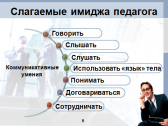 Слагаемые имиджа педагога
Говорить
Слышать
Слушать
Коммуникативные
умения
Использовать «язык» тела
Понимать
Договариваться
Сотрудничать